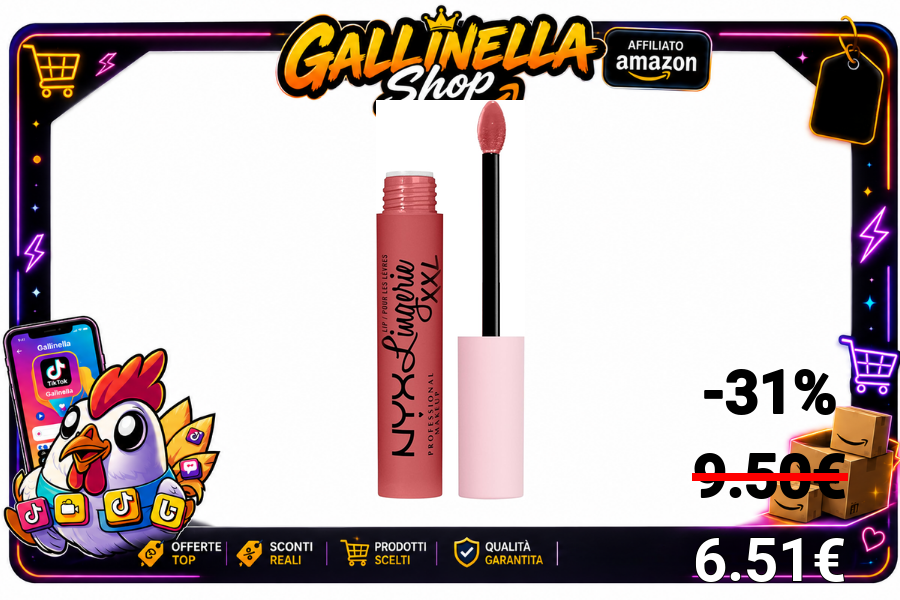 GALLINELLA
Shop
AFFILIATO
amazon
LIP / POUR LES LÈVRES
Lingerie
XXL
NYX
PROFESSIONAL
MAKEUP
Gallinella
TikTok
Gallinella
-31%
9.50€
6.51€
OFFERTE
TOP
SCONTI
REALI
PRODOTTI
SCELTI
QUALITÀ
GARANTITA